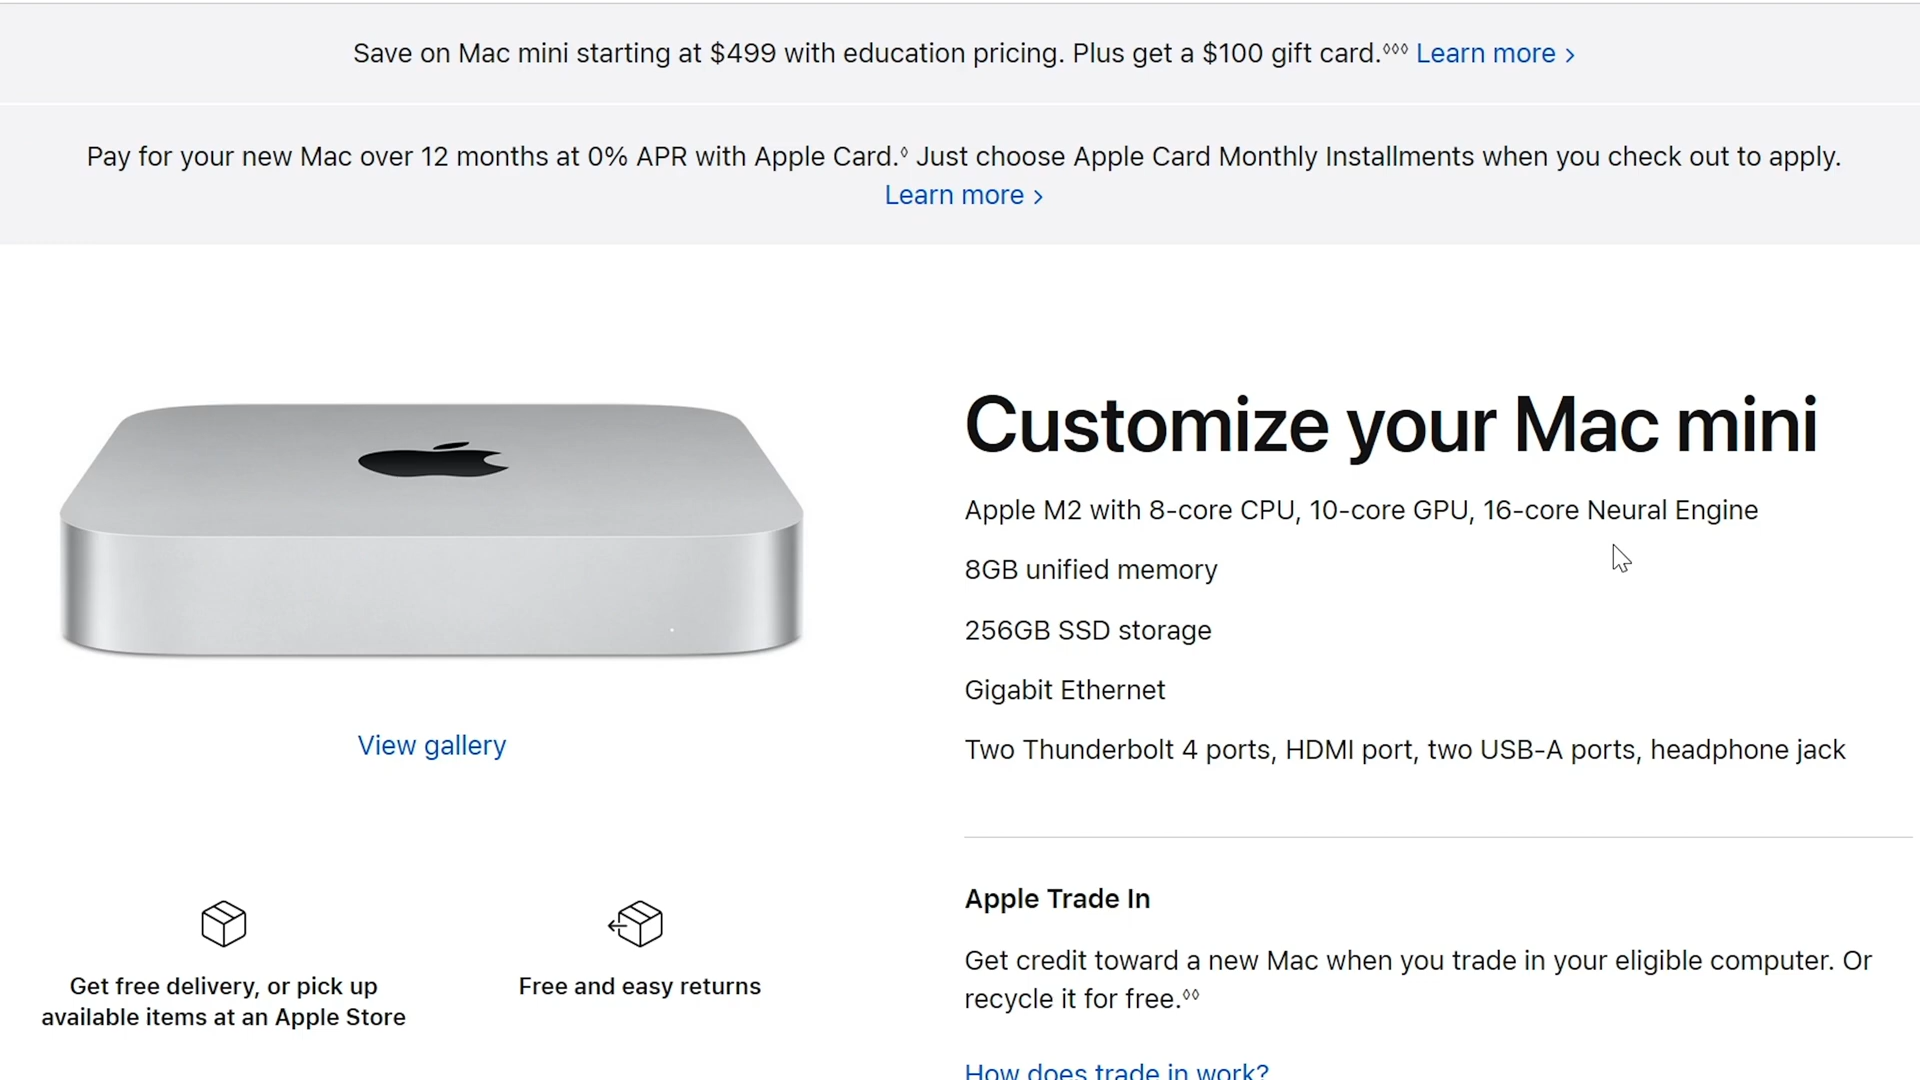 Save on Mac mini starting at $499 with education pricing. Plus get a $100 gift card.◊◊◊ Learn more >
Pay for your new Mac over 12 months at 0% APR with Apple Card.◊ Just choose Apple Card Monthly Installments when you check out to apply.
Learn more >
Customize your Mac mini
Apple M2 with 8-core CPU, 10-core GPU, 16-core Neural Engine
8GB unified memory
256GB SSD storage
Gigabit Ethernet
Two Thunderbolt 4 ports, HDMI port, two USB-A ports, headphone jack
View gallery
Get free delivery, or pick up
available items at an Apple Store
Free and easy returns
Apple Trade In
Get credit toward a new Mac when you trade in your eligible computer. Or
recycle it for free.◊◊
How does trade in work?